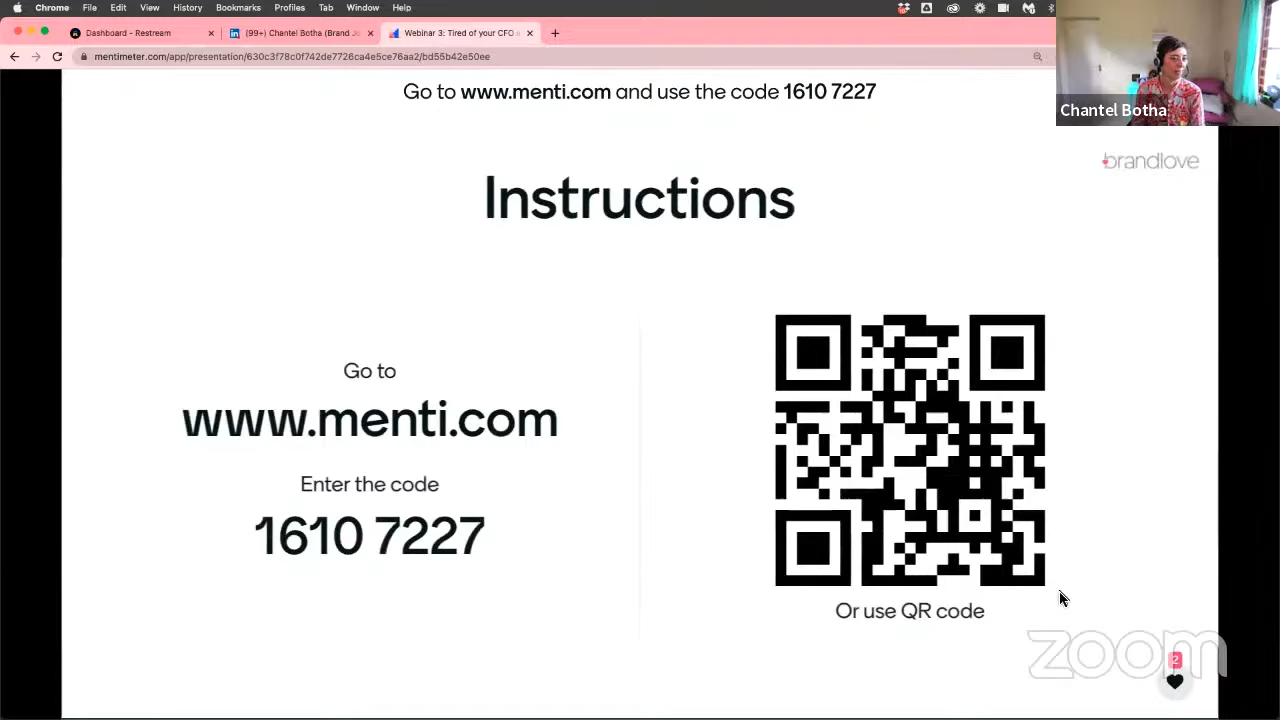 Chrome File Edit View History Bookmarks Profiles Tab Window Help
Dashboard - Restream
(99+) Chantel Botha (Brand Jo
Webinar 3: Tired of your CFO a
mentimeter.com/app/presentation/630c3f78c0f742de7726ca4e5ce76aa2/bd55b42e50ee
Go to www.menti.com and use the code 1610 7227
Chantel Botha
brandlove
Instructions
Go to
www.menti.com
Enter the code
1610 7227
Or use QR code
zoom
2